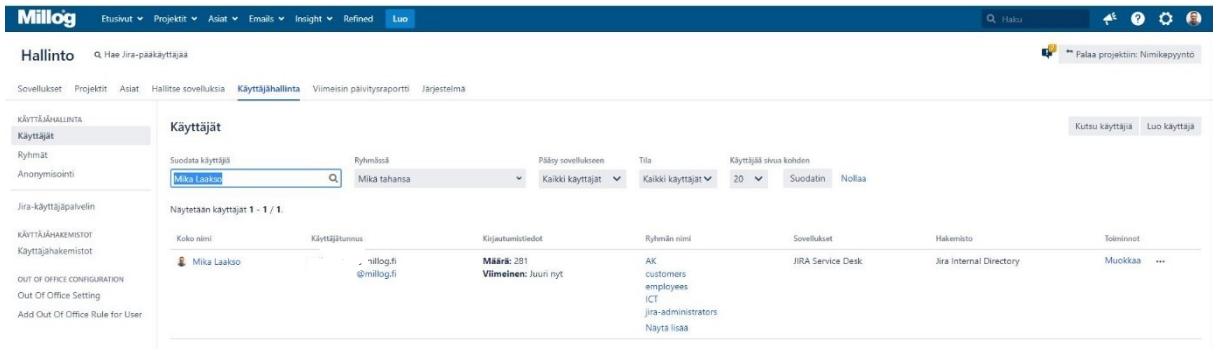 Millog Etusivut Projektit Asiat Emails Insight Refined Luo Haku
Hallinto Hae Jira-pääkäyttäjää Palaa projektiin: Nimikepyyntö
Sovellukset Projektit Asiat Hallitse sovelluksia Käyttäjähallinta Viimeisin päivitysraportti Järjestelmä
KÄYTTÄJÄHALLINTA
Käyttäjät
Ryhmät
Anonymisointi
Jira-käyttäjäpalvelin
KÄYTTÄJÄHAKEMISTOT
Käyttäjähakemistot
OUT OF OFFICE CONFIGURATION
Out Of Office Setting
Add Out Of Office Rule for User
Käyttäjät Kutsu käyttäjiä Luo käyttäjä
Suodata käyttäjiä Ryhmässä Pääsy sovellukseen Tila Käyttäjää sivua kohden
Mika Laakso Mikä tahansa Kaikki käyttäjät Kaikki käyttäjät 20 Suodatin Nollaa
Näytetään käyttäjät 1 - 1 / 1.
Koko nimi Käyttäjätunnus Kirjautumistiedot Ryhmän nimi Sovellukset Hakemisto Toiminnot
Mika Laakso millog.fi Määrä: 281 AK JIRA Service Desk Jira Internal Directory Muokkaa ...
@millog.fi Viimeinen: Juuri nyt customers
employees
ICT
jira-administrators
Näytä lisää